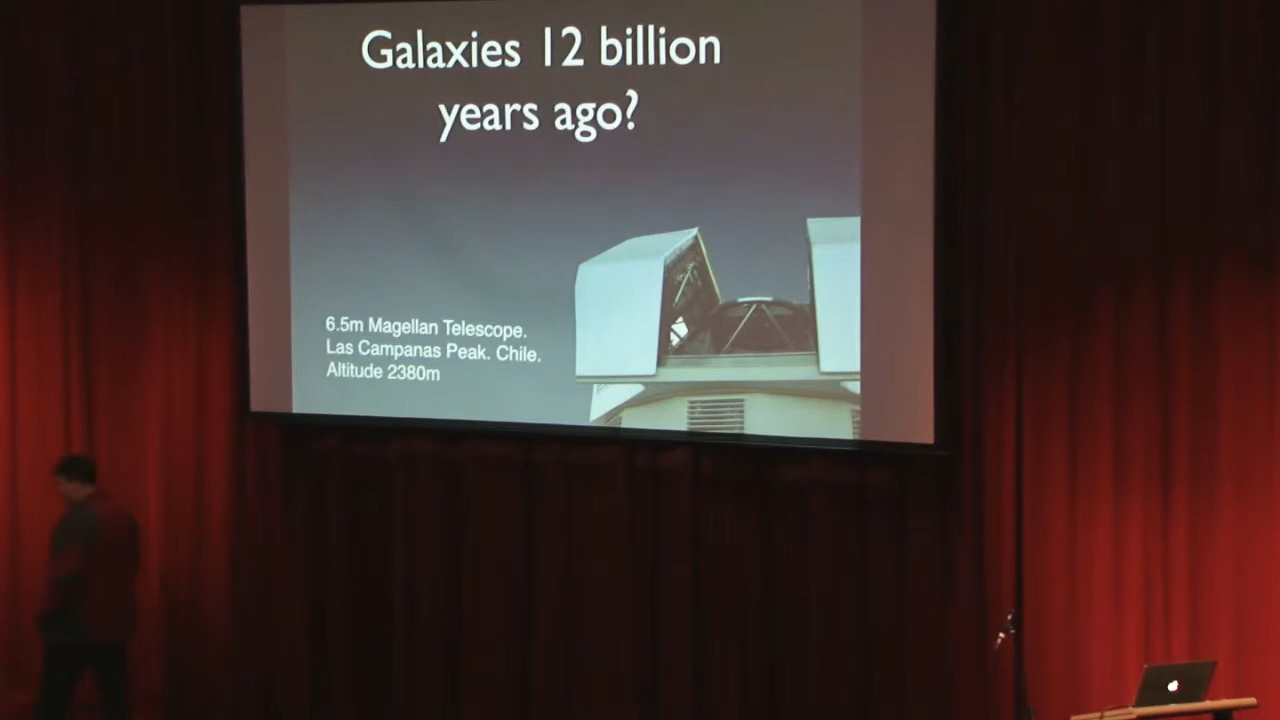 Galaxies 12 billion
years ago?
6.5m Magellan Telescope.
Las Campanas Peak. Chile.
Altitude 2380m